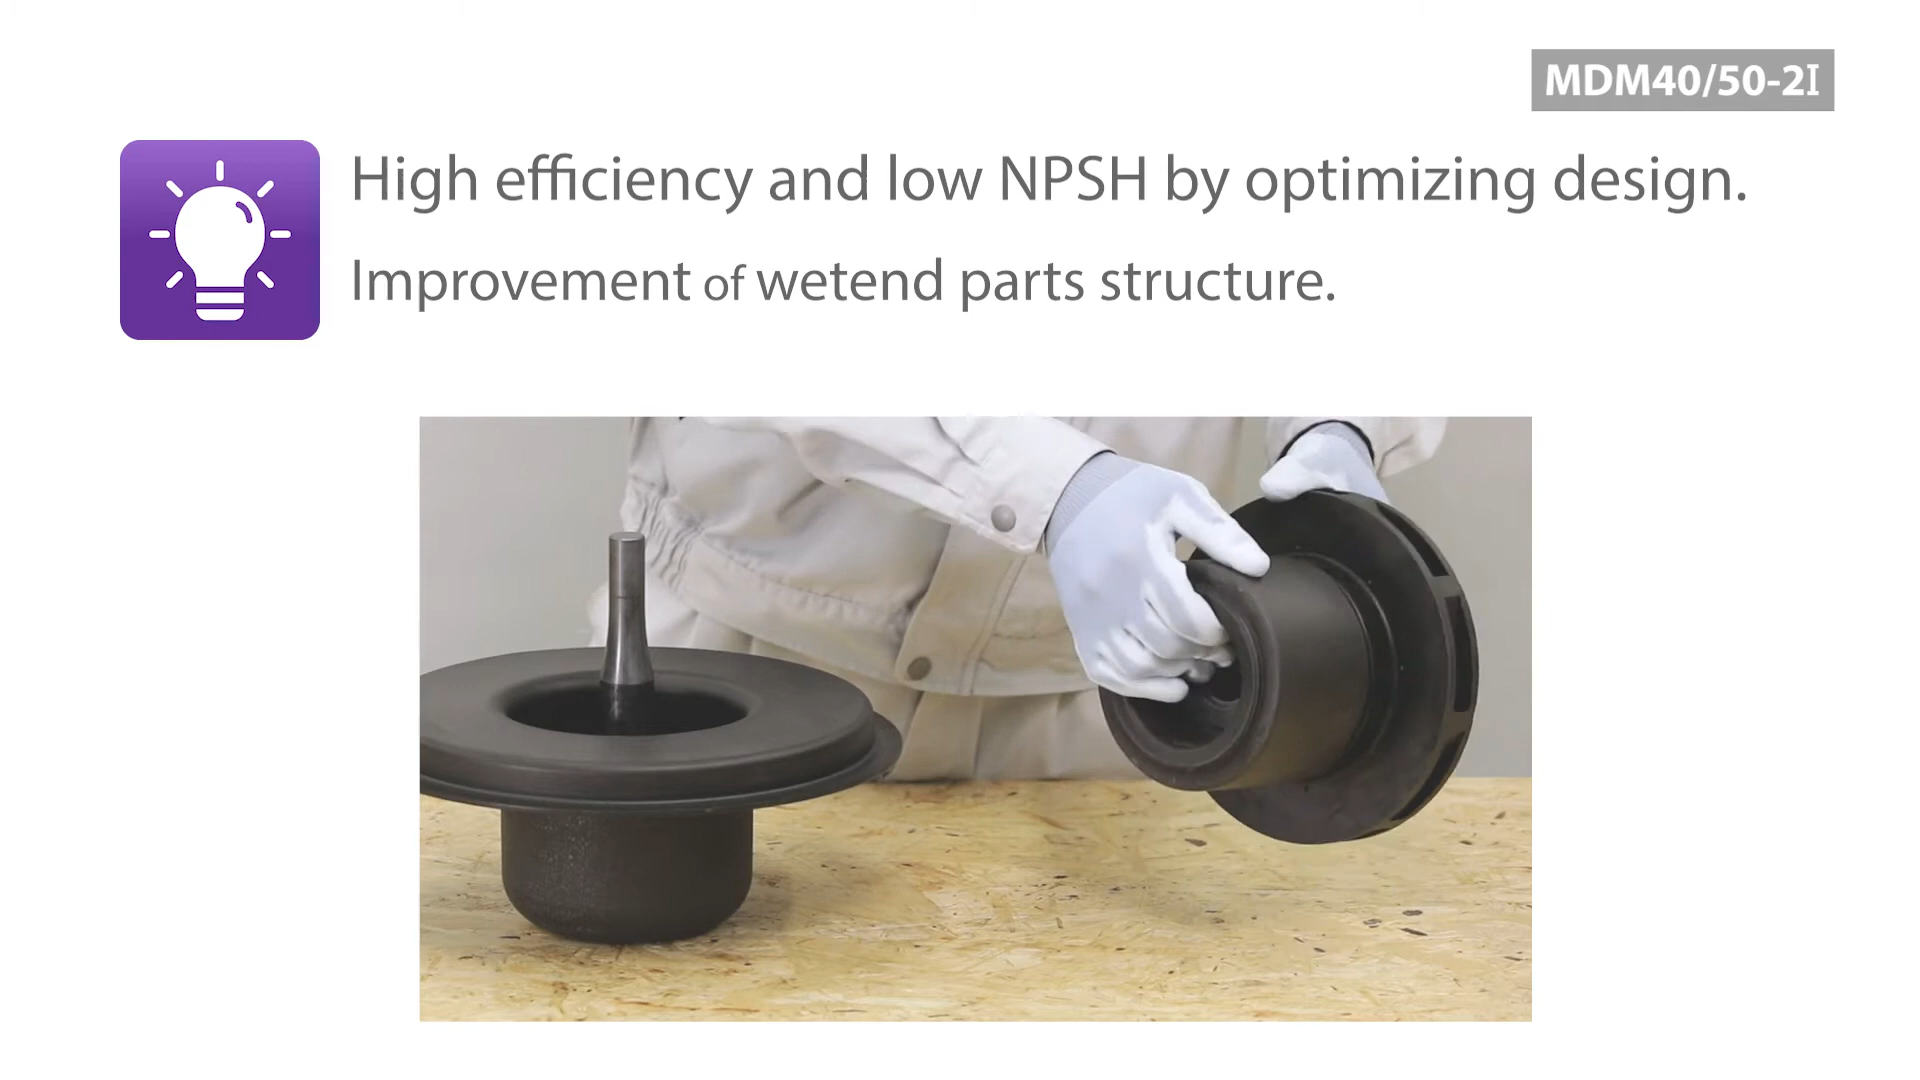 MDM40/50-2I
High efficiency and low NPSH by optimizing design.
Improvement of wetend parts structure.